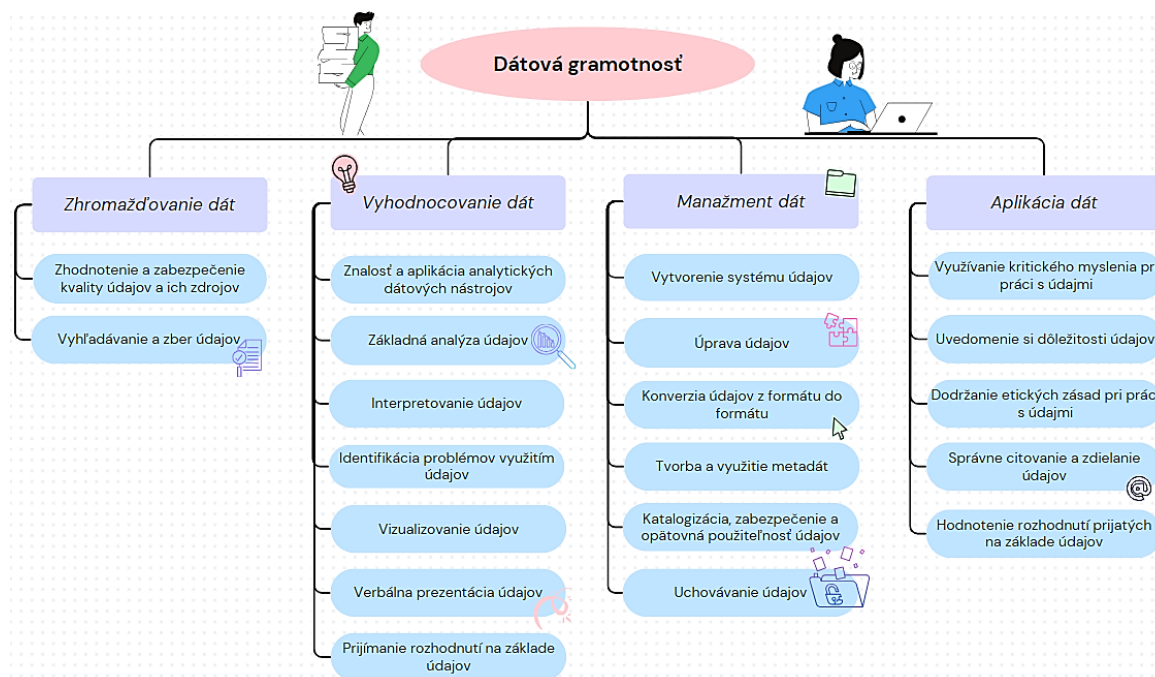 Dátová gramotnosť
Zhromažďovanie dát
Zhodnotenie a zabezpečenie
kvality údajov a ich zdrojov
Vyhľadávanie a zber údajov
Vyhodnocovanie dát
Znalosť a aplikácia analytických
dátových nástrojov
Základná analýza údajov
Interpretovanie údajov
Identifikácia problémov využitím
údajov
Vizualizovanie údajov
Verbálna prezentácia údajov
Prijímanie rozhodnutí na základe
údajov
Manažment dát
Vytvorenie systému údajov
Úprava údajov
Konverzia údajov z formátu do
formátu
Tvorba a využitie metadát
Katalogizácia, zabezpečenie a
opätovná použiteľnosť údajov
Uchovávanie údajov
Aplikácia dát
Využívanie kritického myslenia pr
práci s údajmi
Uvedomenie si dôležitosti údajov
Dodržanie etických zásad pri prác
s údajmi
Správne citovanie a zdielanie
údajov
Hodnotenie rozhodnutí prijatých
na základe údajov